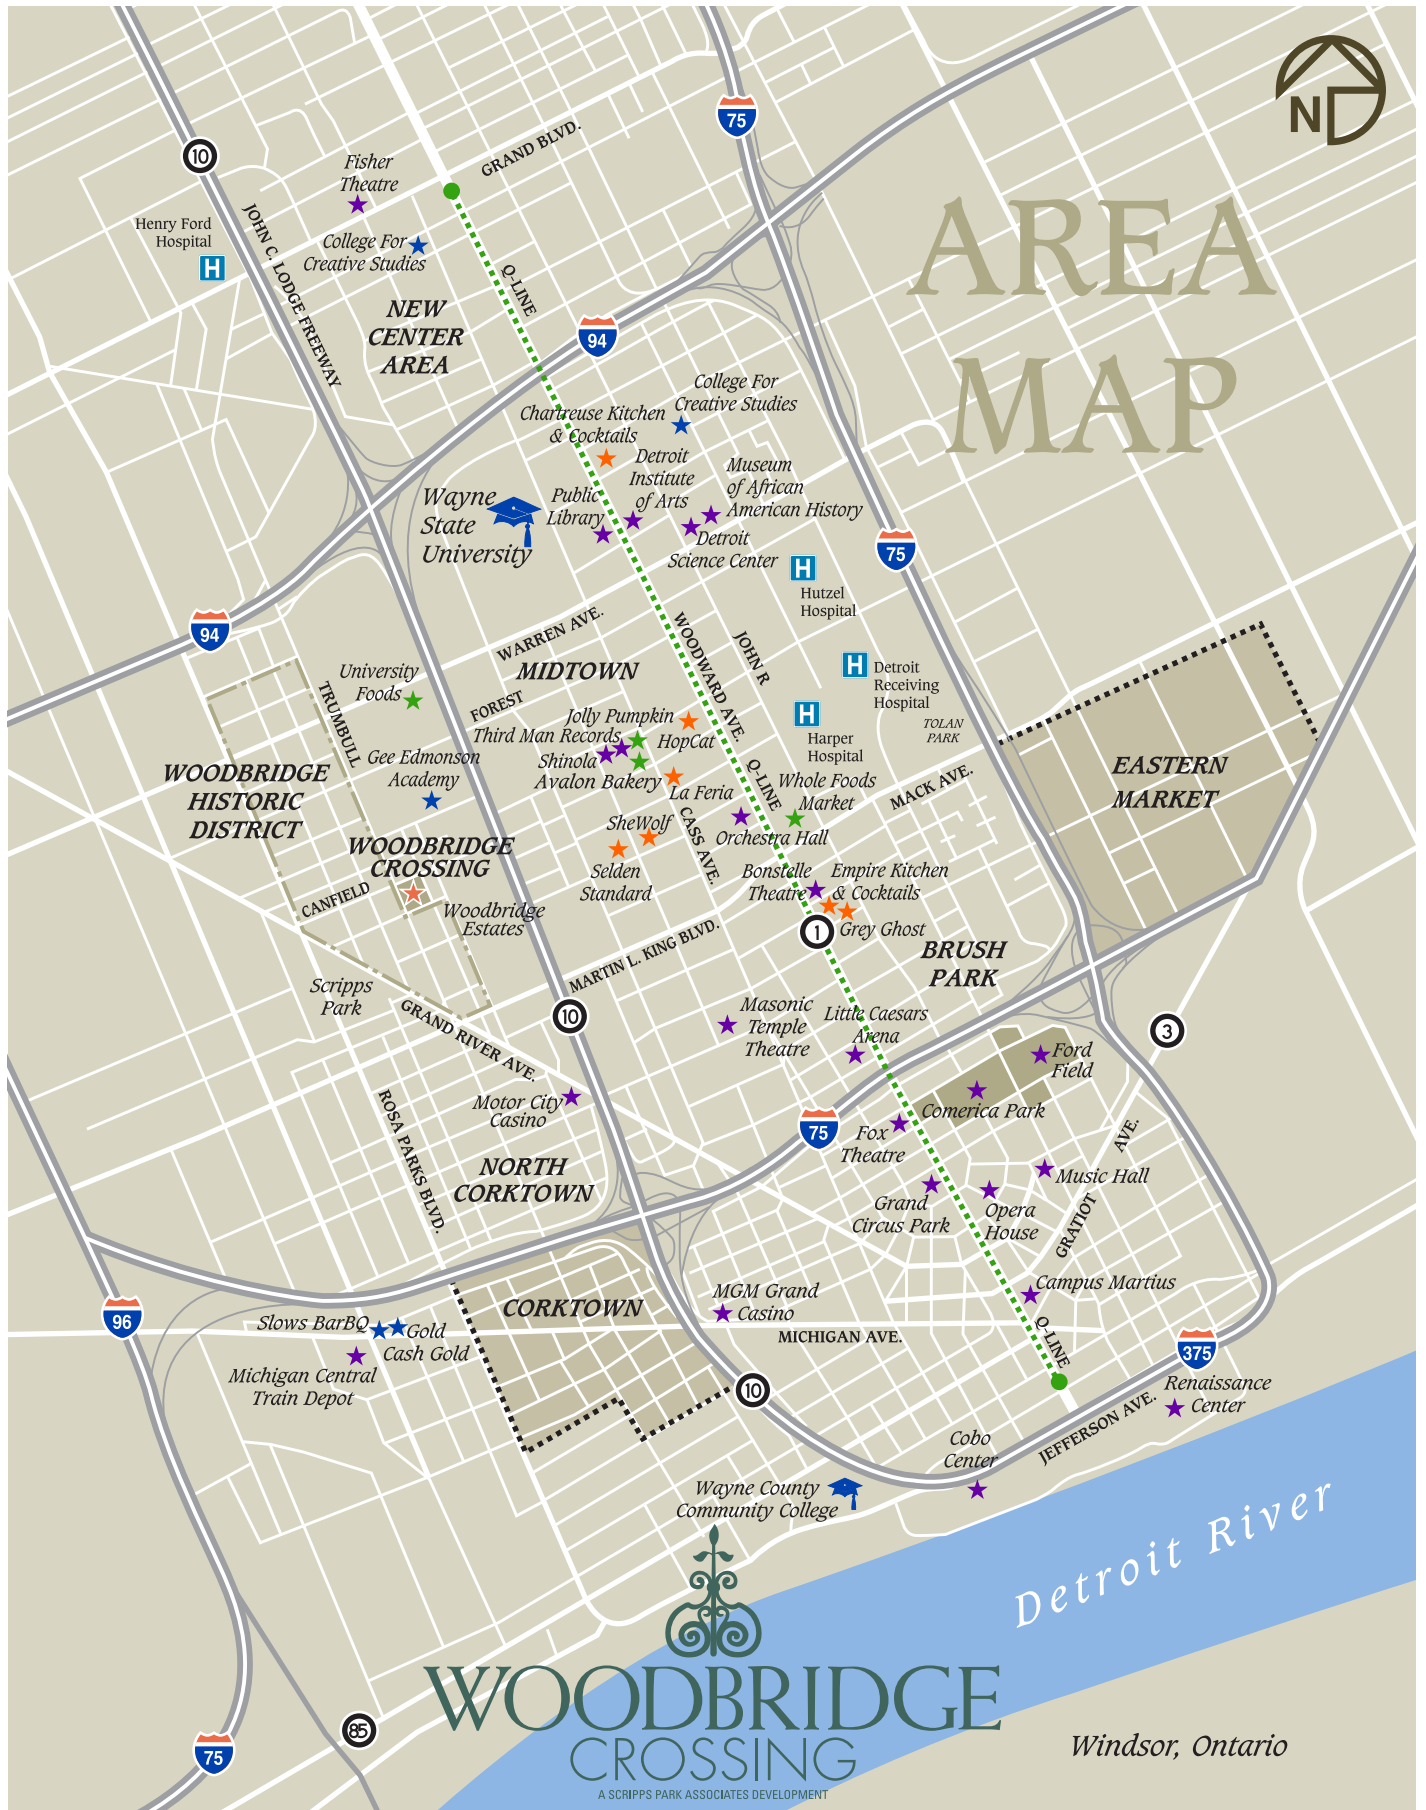 AREA
MAP
N
GRAND BLVD.
75
10
Fisher
Theatre
Henry Ford
Hospital
H
JOHN C. LODGE FREEWAY
College For
Creative Studies
Q-LINE
NEW
CENTER
AREA
94
College For
Creative Studies
Chartreuse Kitchen
& Cocktails
Detroit
Institute
of Arts
Museum
of African
American History
Public
Library
Wayne
State
University
Detroit
Science Center
75
H
Hutzel
Hospital
94
WARREN AVE.
WOODWARD AVE.
JOHN R
MIDTOWN
H
Detroit
Receiving
Hospital
University
Foods
TRUMBULL
FOREST
H
Harper
Hospital
TOLAN
PARK
Jolly Pumpkin
Third Man Records
HopCat
Shinola
Avalon Bakery
La Feria
Gee Edmonson
Academy
WOODBRIDGE
HISTORIC
DISTRICT
Q-LINE
Whole Foods
Market
MACK AVE.
EASTERN
MARKET
SheWolf
CASS AVE.
Orchestra Hall
WOODBRIDGE
CROSSING
Selden
Standard
Bonstelle
Theatre
Empire Kitchen
& Cocktails
CANFIELD
Woodbridge
Estates
1
Grey Ghost
MARTIN L. KING BLVD.
BRUSH
PARK
Scripps
Park
GRAND RIVER AVE.
10
Masonic
Temple
Theatre
Little Caesars
Arena
3
Ford
Field
Comerica Park
ROSA PARKS BLVD.
Motor City
Casino
75
Fox
Theatre
GRATIOT AVE.
NORTH
CORKTOWN
Music Hall
Grand
Circus Park
Opera
House
Campus Martius
96
CORKTOWN
MGM Grand
Casino
MICHIGAN AVE.
Slows BarBQ
Gold
Cash Gold
Michigan Central
Train Depot
Q-LINE
375
10
Renaissance
Center
JEFFERSON AVE.
Cobo
Center
Wayne County
Community College
Detroit River
WOODBRIDGE
CROSSING
A SCRIPPS PARK ASSOCIATES DEVELOPMENT
85
75
Windsor, Ontario